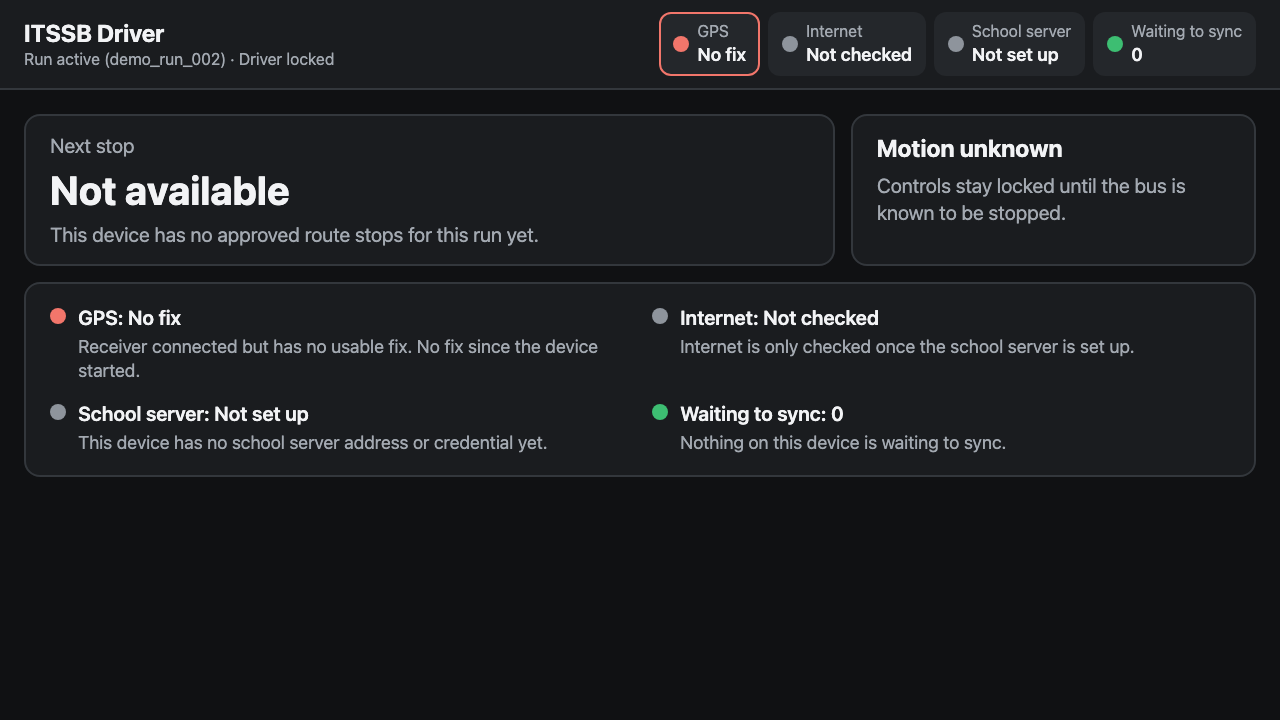 ITSSB Driver
Run active (demo_run_002) · Driver locked
GPS
No fix
Internet
Not checked
School server
Not set up
Waiting to sync
0
Next stop
Not available
This device has no approved route stops for this run yet.
Motion unknown
Controls stay locked until the bus is
known to be stopped.
GPS: No fix
Receiver connected but has no usable fix. No fix since the device
started.
Internet: Not checked
Internet is only checked once the school server is set up.
School server: Not set up
This device has no school server address or credential yet.
Waiting to sync: 0
Nothing on this device is waiting to sync.